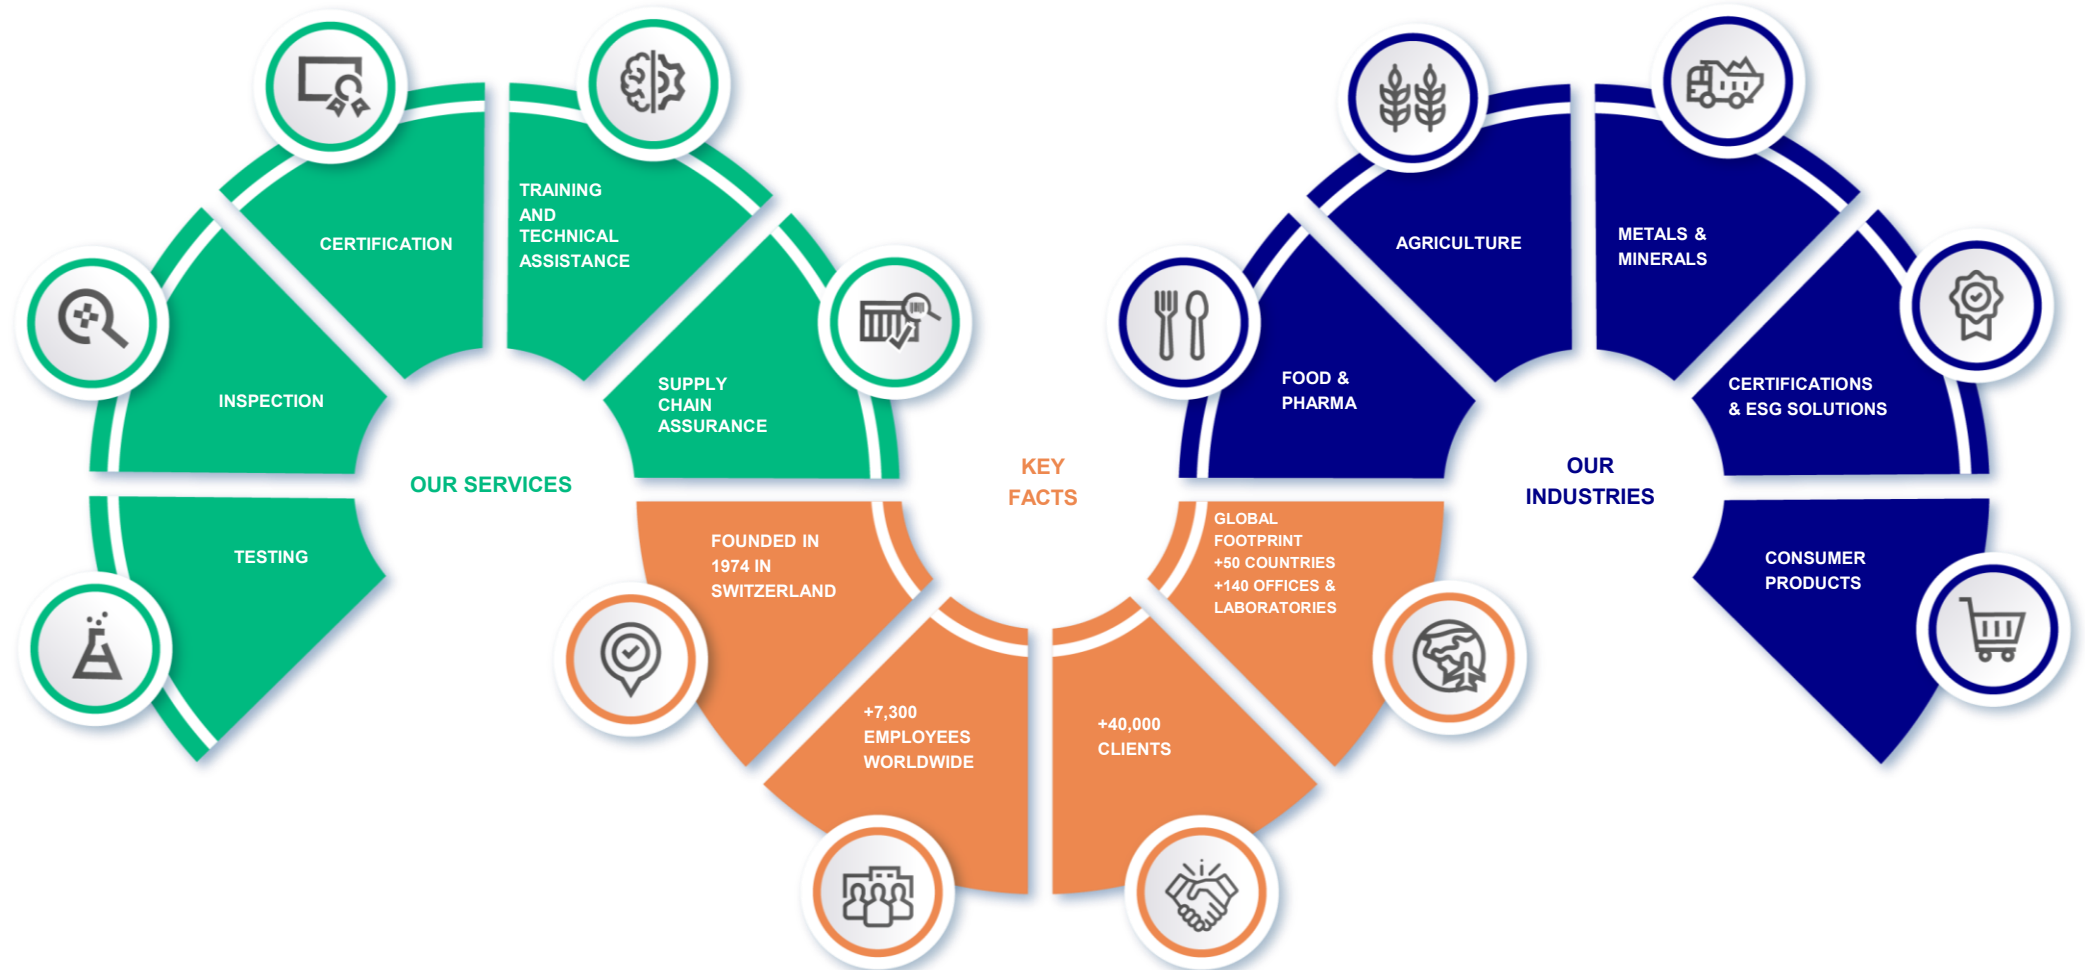 OUR SERVICES
TESTING
INSPECTION
CERTIFICATION
TRAINING
AND
TECHNICAL
ASSISTANCE
SUPPLY
CHAIN
ASSURANCE
KEY
FACTS
FOUNDED IN
1974 IN
SWITZERLAND
+7,300
EMPLOYEES
WORLDWIDE
+40,000
CLIENTS
GLOBAL
FOOTPRINT
+50 COUNTRIES
+140 OFFICES &
LABORATORIES
OUR
INDUSTRIES
FOOD &
PHARMA
AGRICULTURE
METALS &
MINERALS
CERTIFICATIONS
& ESG SOLUTIONS
CONSUMER
PRODUCTS